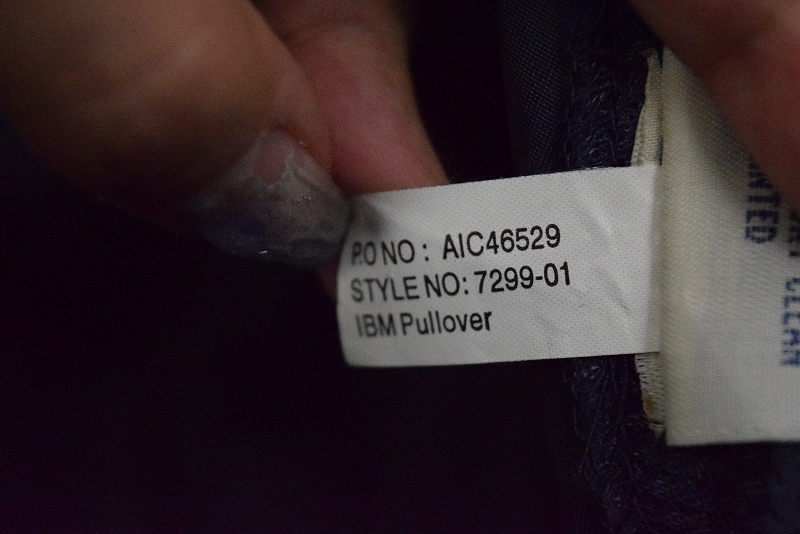 P.O NO : AIC46529
STYLE NO: 7299-01
IBM Pullover